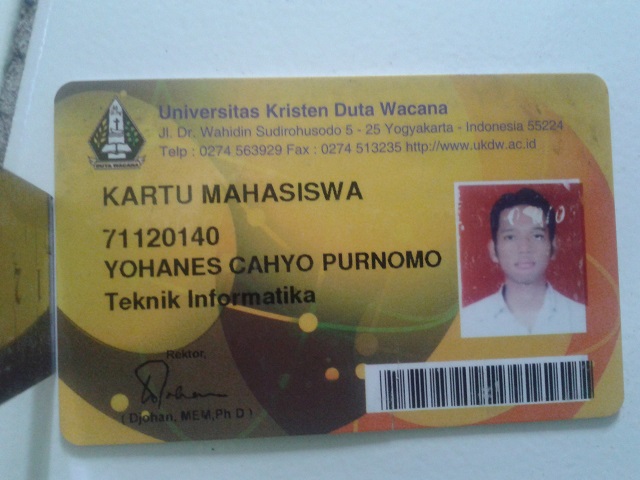 Universitas Kristen Duta Wacana
Jl. Dr. Wahidin Sudirohusodo 5 - 25 Yogyakarta - Indonesia 55224
Telp : 0274 563929 Fax : 0274 513235 http://www.ukdw.ac.id
DUTA WACANA
KARTU MAHASISWA
71120140
YOHANES CAHYO PURNOMO
Teknik Informatika
Rektor,
( Djohan, MEM,Ph D )